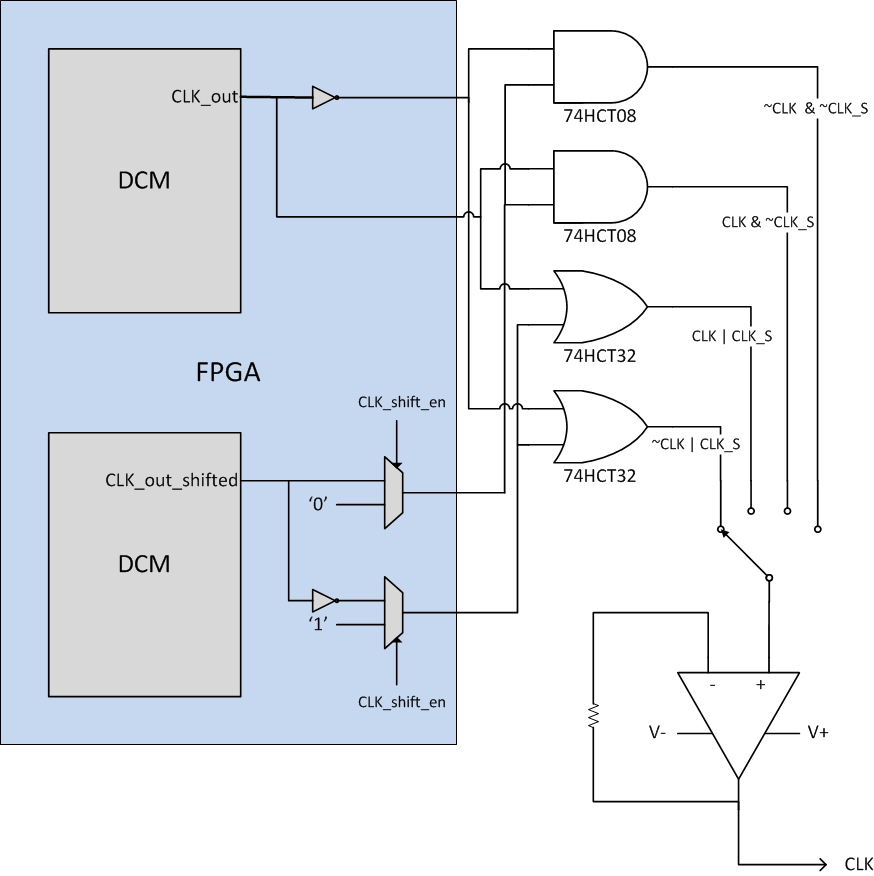 CLK_out
DCM
FPGA
CLK_shift_en
CLK_out_shifted
'0'
DCM
'1'
CLK_shift_en
74HCT08
~CLK & ~CLK_S
74HCT08
CLK & ~CLK_S
74HCT32
CLK | CLK_S
74HCT32
~CLK | CLK_S
- +
V- V+
CLK